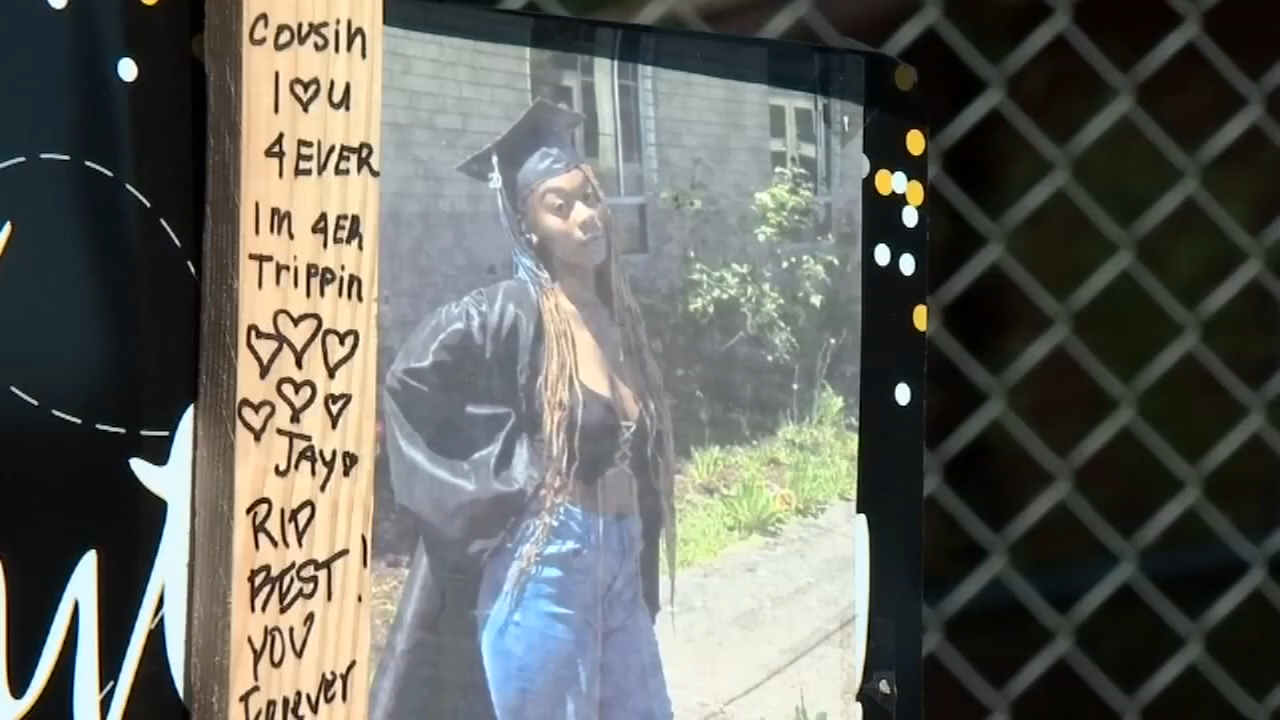 Cousin
I♡U
4EVER
Im 4ER
Trippin
JAY
RIP
BEST!
YOU
Forever